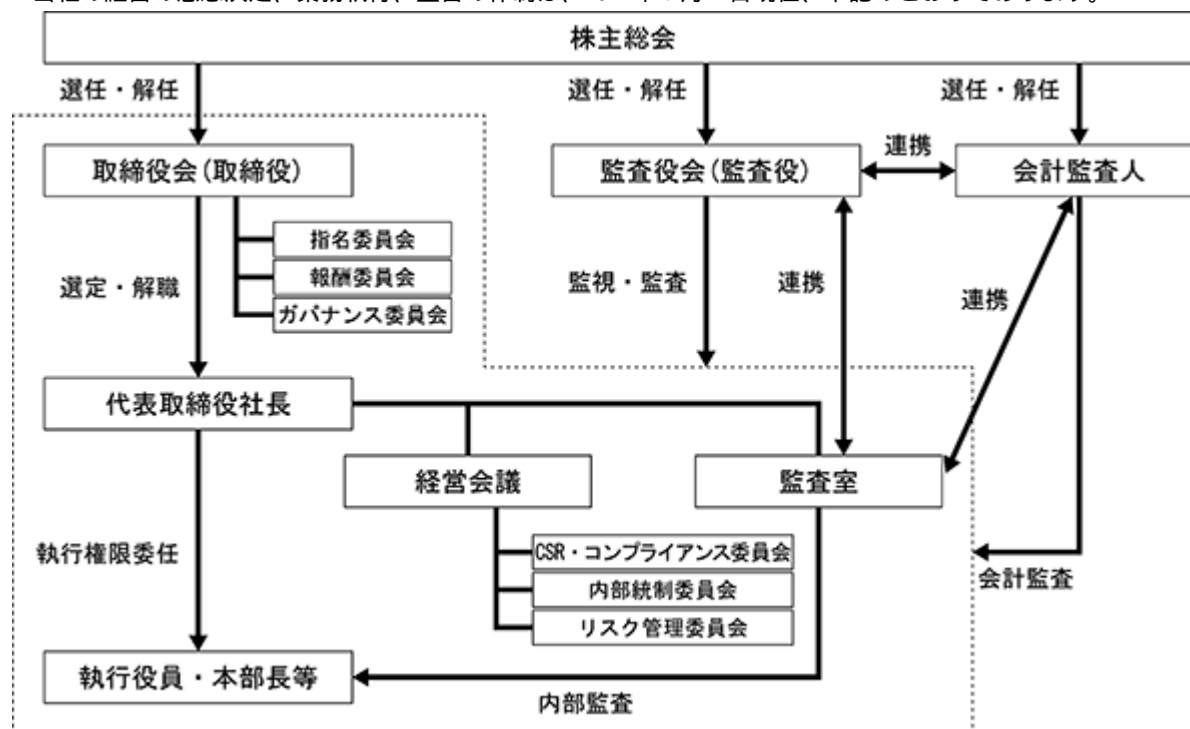 株主総会
選任・解任
選任・解任
選任・解任
取締役会(取締役)
監査役会(監査役)
連携
会計監査人
指名委員会
報酬委員会
ガバナンス委員会
選定・解職
監視・監査
連携
連携
代表取締役社長
経営会議
監査室
執行権限委任
CSR・コンプライアンス委員会
内部統制委員会
リスク管理委員会
会計監査
執行役員・本部長等
内部監査